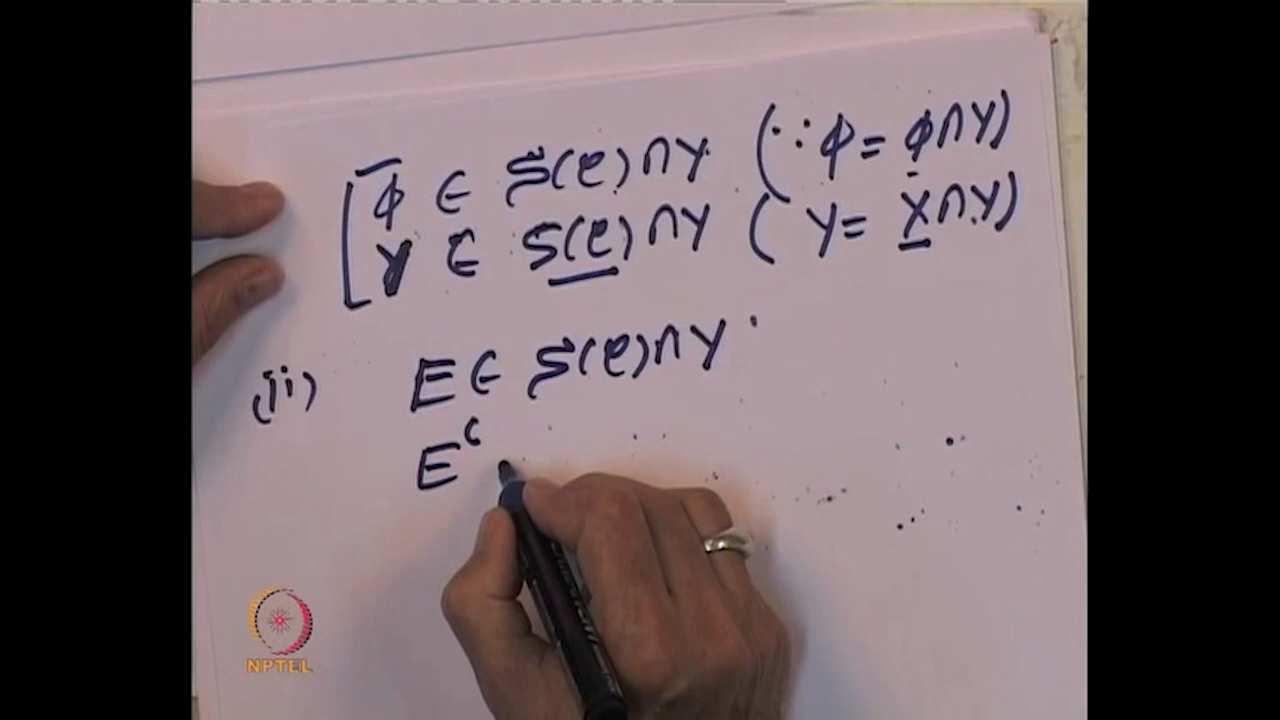 ϕ ∈ S(C) ∩ Y (∵ ϕ = ϕ ∩ Y)
Y ∈ S(C) ∩ Y ( Y = X ∩ Y)
(ii) E ∈ S(C) ∩ Y
E^c
NPTEL